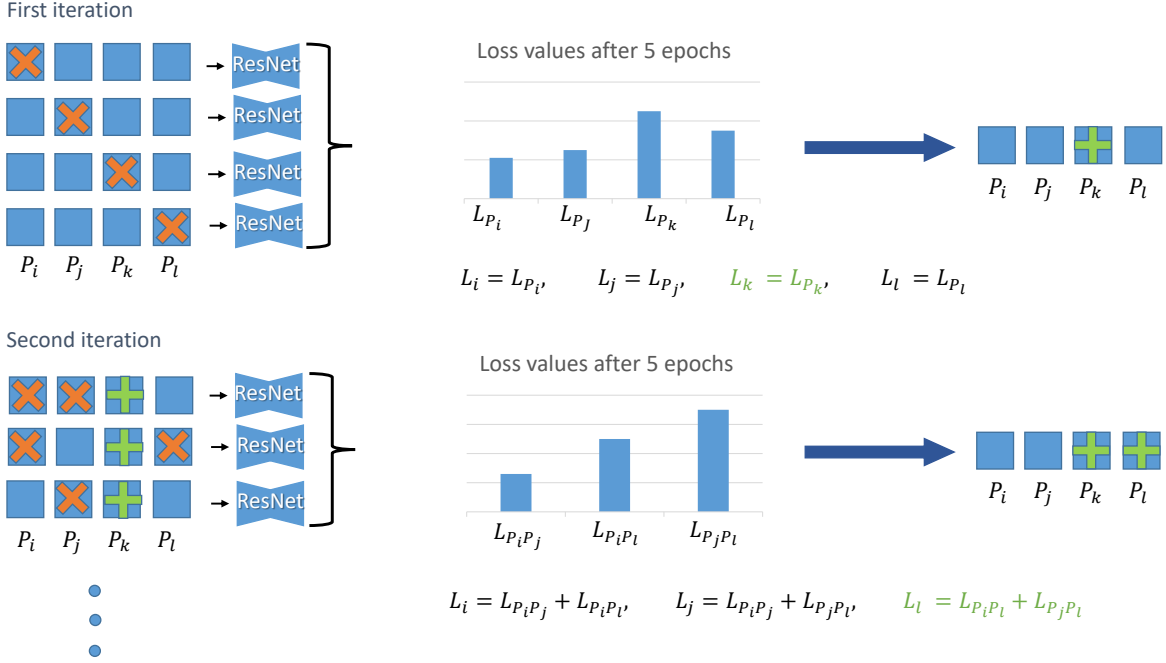 First iteration
ResNet
Loss values after 5 epochs
ResNet
ResNet
ResNet
P_i P_j P_k P_l
L_{P_i} L_{P_j} L_{P_k} L_{P_l}
P_i P_j P_k P_l
L_i = L_{P_i}, L_j = L_{P_j}, L_k = L_{P_k}, L_l = L_{P_l}
Second iteration
Loss values after 5 epochs
ResNet
ResNet
ResNet
P_i P_j P_k P_l
L_{P_iP_j} L_{P_iP_l} L_{P_jP_l}
P_i P_j P_k P_l
L_i = L_{P_iP_j} + L_{P_iP_l}, L_j = L_{P_iP_j} + L_{P_jP_l}, L_l = L_{P_iP_l} + L_{P_jP_l}